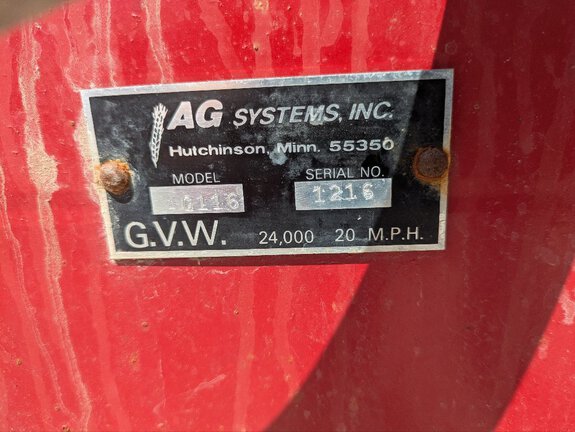 AG SYSTEMS, INC.
Hutchinson, Minn. 55350
MODEL
SERIAL NO.
1216
G.V.W. 24,000 20 M.P.H.